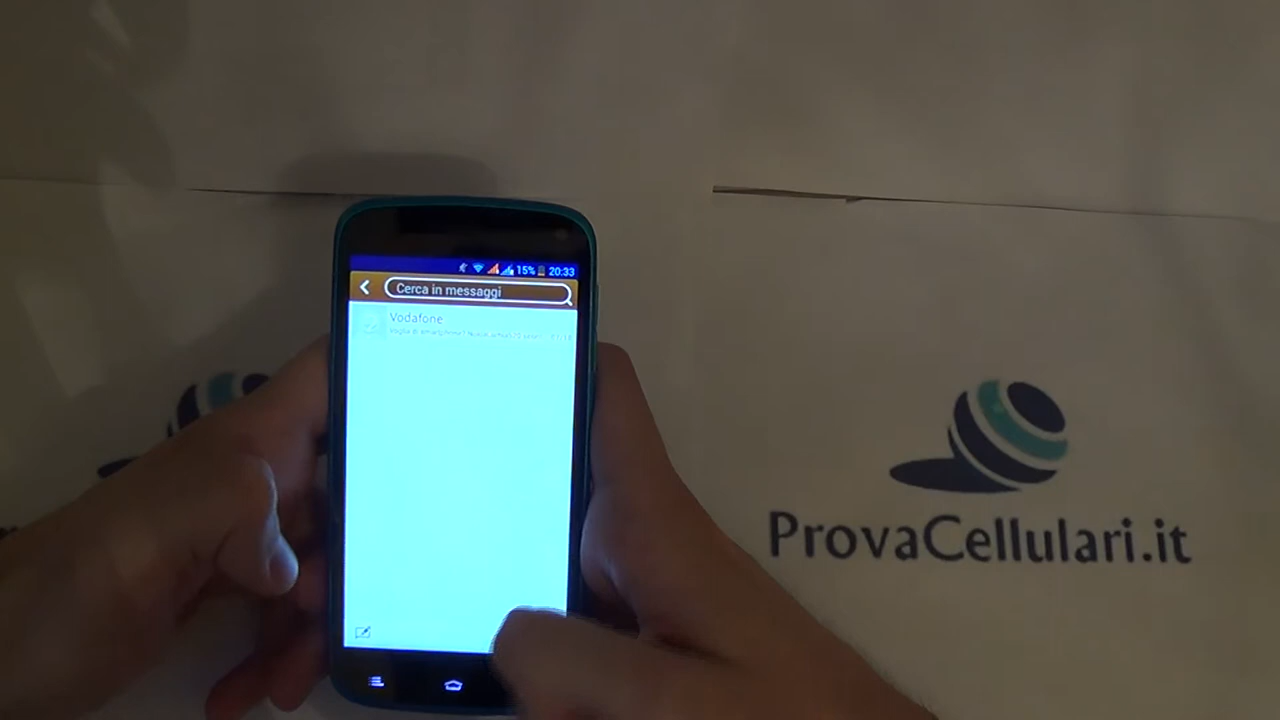 15% 20:33
Cerca in messaggi
Vodafone
ProvaCellulari.it